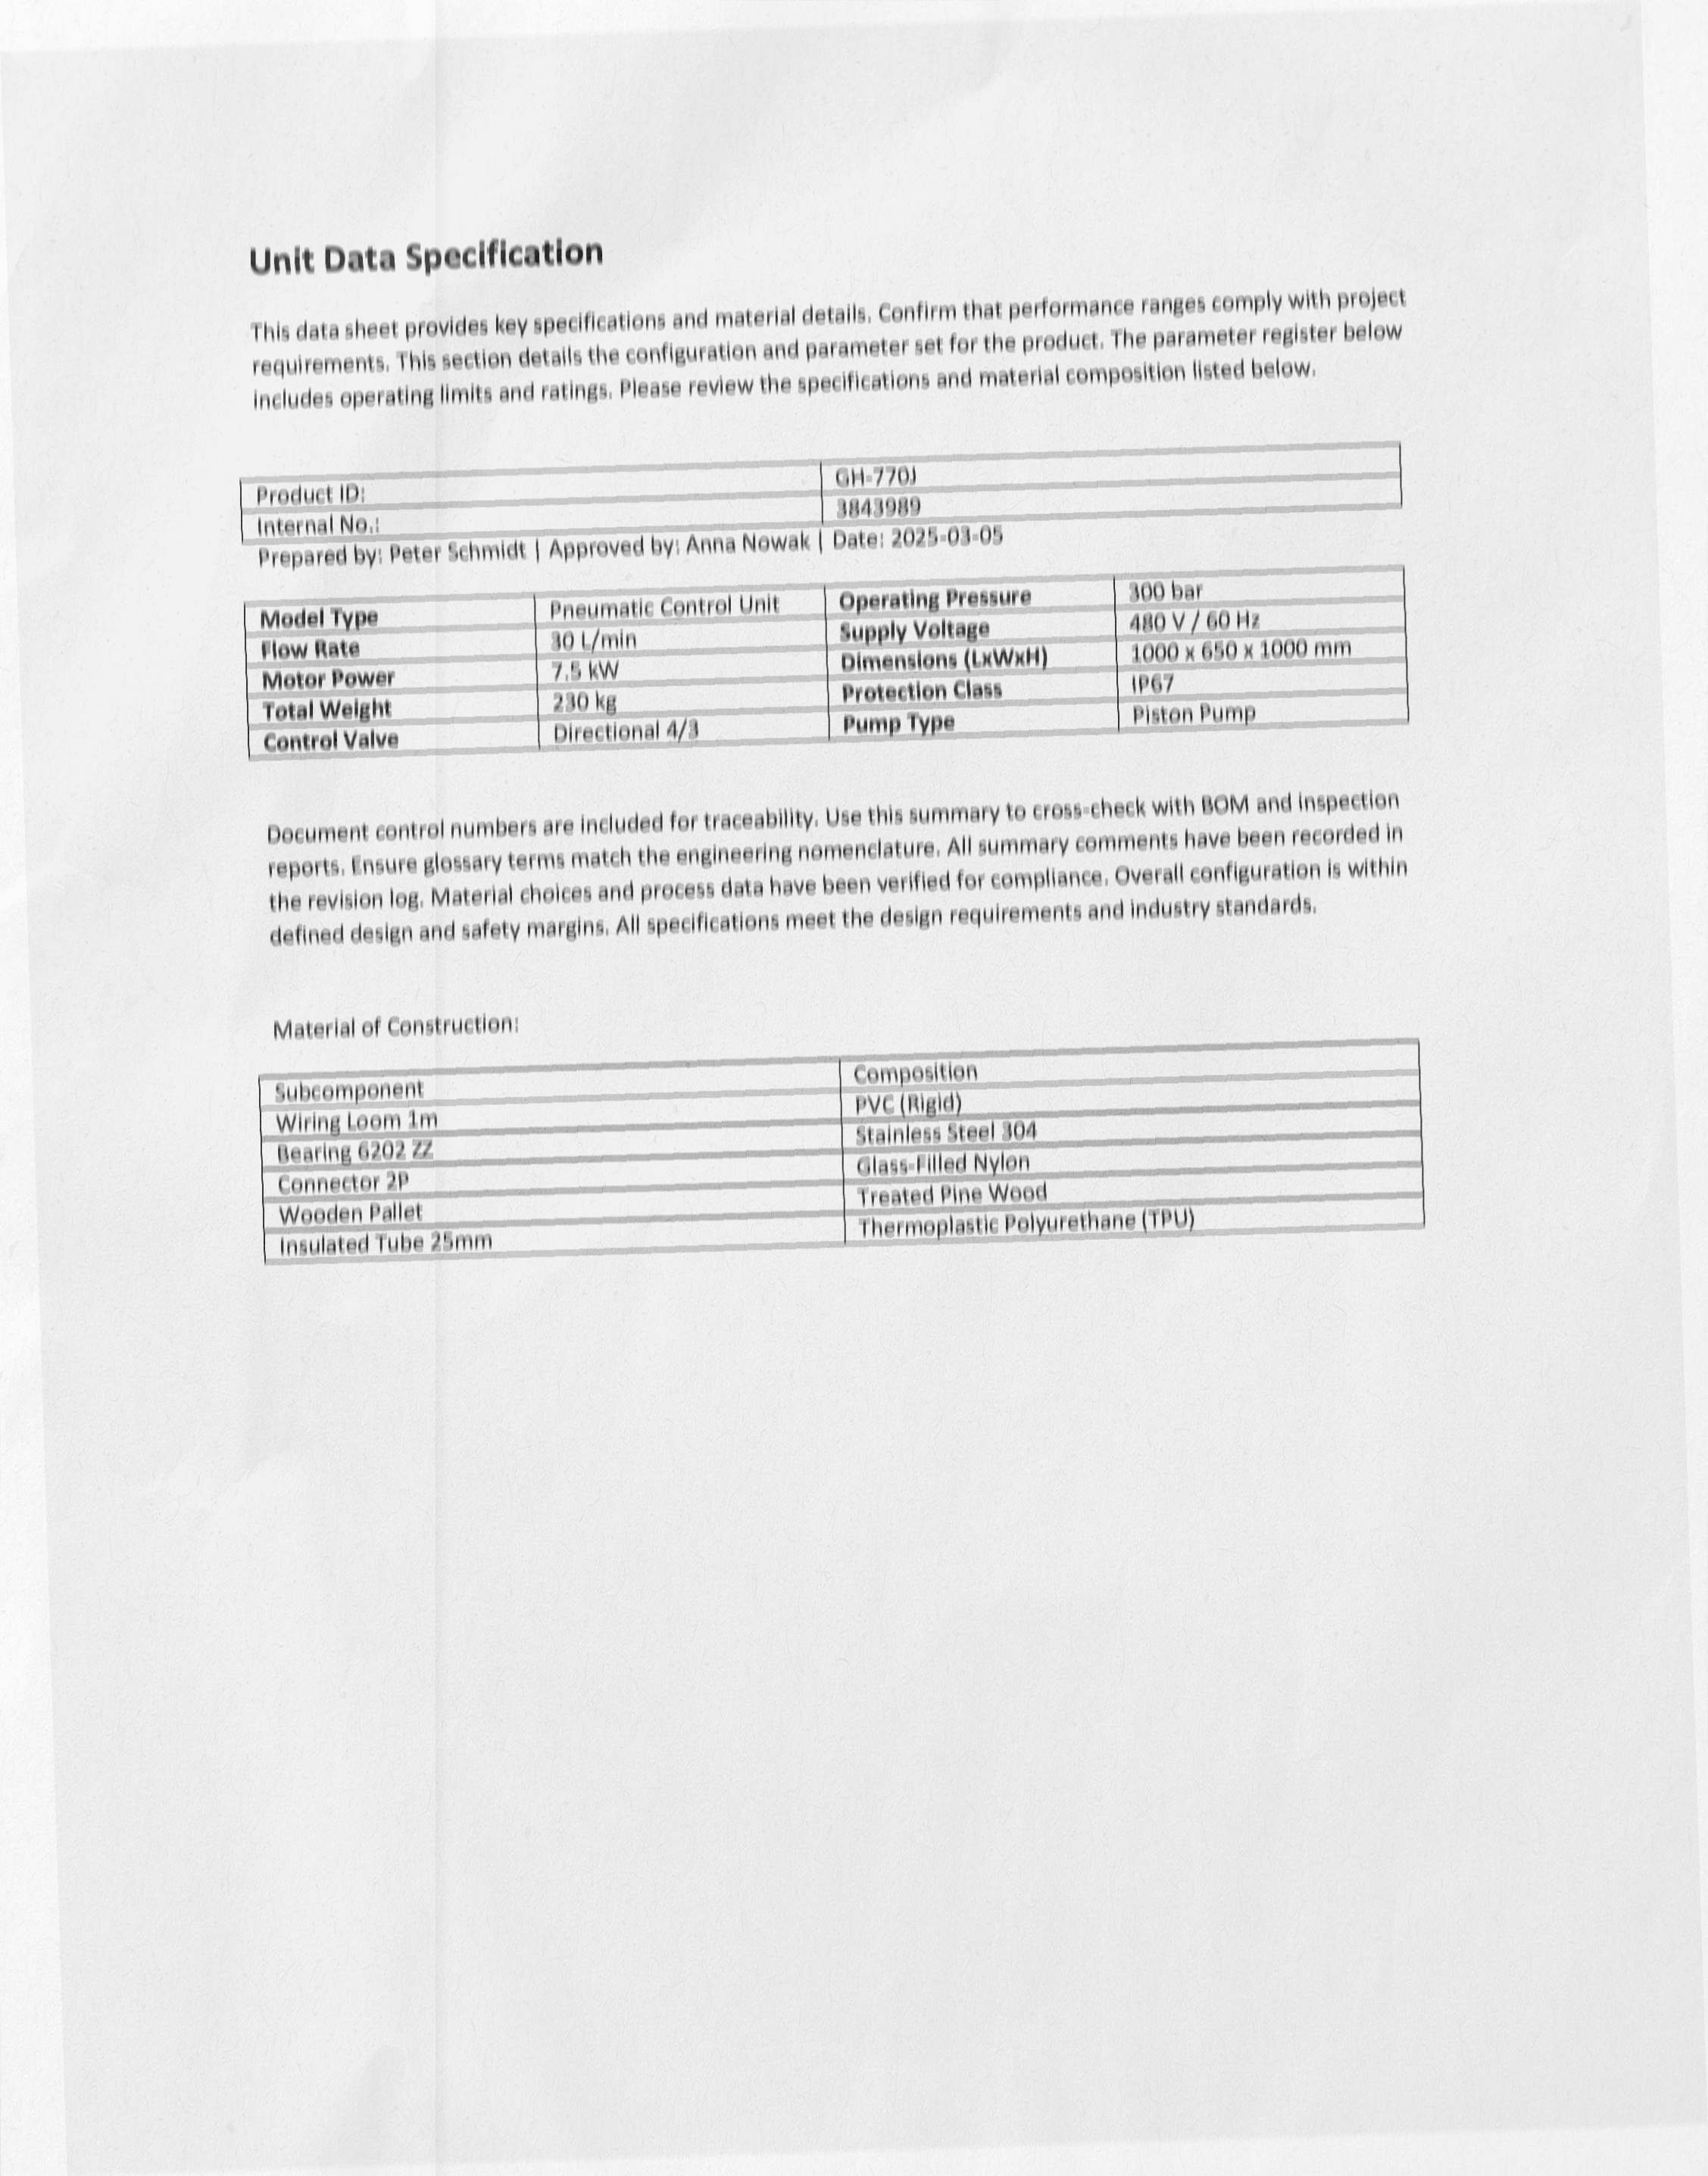 Unit Data Specification
This data sheet provides key specifications and material details. Confirm that performance ranges comply with project
requirements. This section details the configuration and parameter set for the product. The parameter register below
includes operating limits and ratings. Please review the specifications and material composition listed below.
Product ID: GH-770J
Internal No.: 3843989
Prepared by: Peter Schmidt | Approved by: Anna Nowak | Date: 2025-03-05
Model Type Pneumatic Control Unit Operating Pressure 300 bar
Flow Rate 30 L/min Supply Voltage 480 V / 60 Hz
Motor Power 7.5 kW Dimensions (LxWxH) 1000 x 650 x 1000 mm
Total Weight 230 kg Protection Class IP67
Control Valve Directional 4/3 Pump Type Piston Pump
Document control numbers are included for traceability. Use this summary to cross-check with BOM and inspection
reports. Ensure glossary terms match the engineering nomenclature. All summary comments have been recorded in
the revision log. Material choices and process data have been verified for compliance. Overall configuration is within
defined design and safety margins. All specifications meet the design requirements and industry standards.
Material of Construction:
Subcomponent Composition
Wiring Loom 1m PVC (Rigid)
Bearing 6202 ZZ Stainless Steel 304
Connector 2P Glass-Filled Nylon
Wooden Pallet Treated Pine Wood
Insulated Tube 25mm Thermoplastic Polyurethane (TPU)